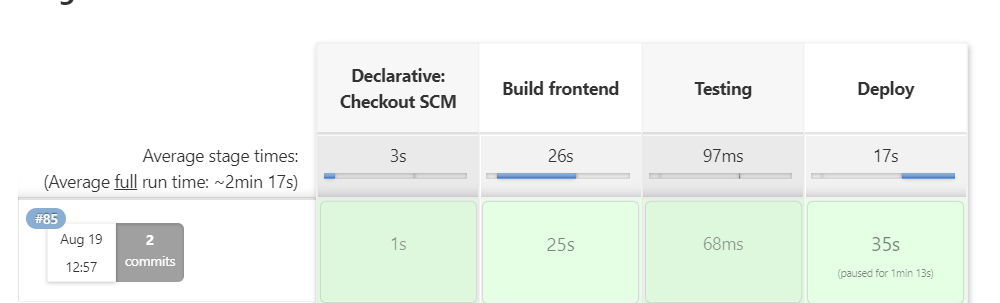 Declarative:
Checkout SCM
Build frontend
Testing
Deploy
Average stage times:
(Average full run time: ~2min 17s)
3s
26s
97ms
17s
#85
Aug 19
12:57
2
commits
1s
25s
68ms
35s
(paused for 1min 13s)